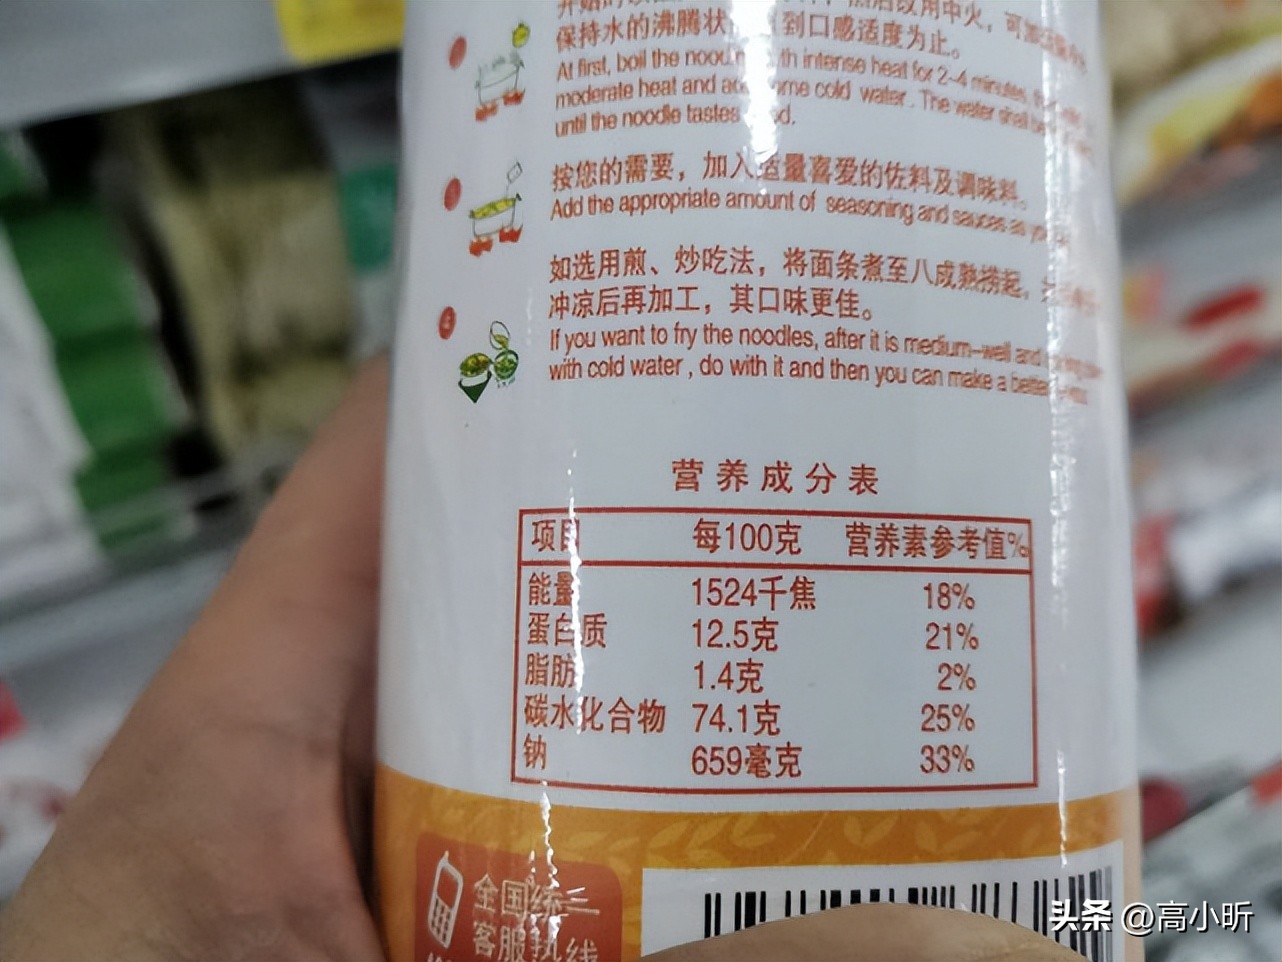 保持水的沸腾状 到口感适度为止。
At first, boil the nood th intense heat for 2-4 minutes,
moderate heat and ad ome cold water. The water shall be
until the noodle tastes
按您的需要，加入适量喜爱的佐料及调味料。
Add the appropriate amount of seasoning and sauces as
如选用煎、炒吃法，将面条煮至八成熟捞起，
冲凉后再加工，其口味更佳。
If you want to fry the noodles, after it is medium-well and
with cold water, do with it and then you can make a better
营养成分表
项目 每100克 营养素参考值%
能量 1524千焦 18%
蛋白质 12.5克 21%
脂肪 1.4克 2%
碳水化合物 74.1克 25%
钠 659毫克 33%
全国统一
客服热线
头条 @高小昕